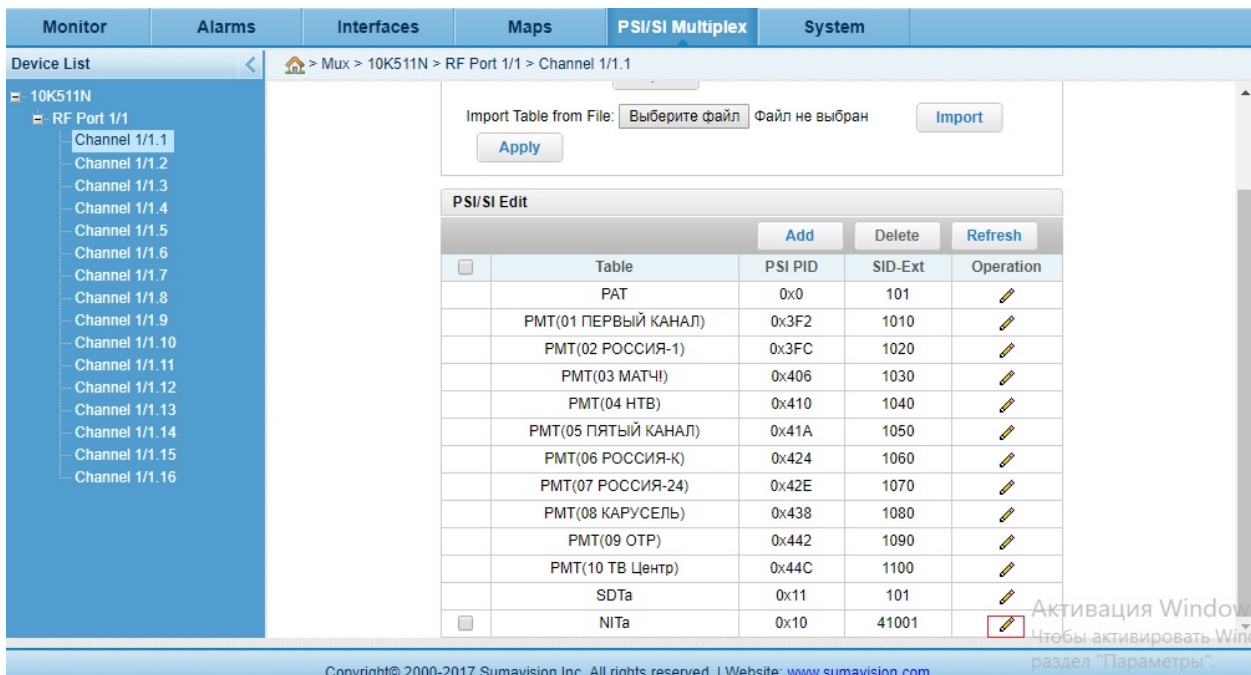 Monitor Alarms Interfaces Maps PSI/SI Multiplex System
Device List
> Mux > 10K511N > RF Port 1/1 > Channel 1/1.1
10K511N
RF Port 1/1
Channel 1/1.1
Channel 1/1.2
Channel 1/1.3
Channel 1/1.4
Channel 1/1.5
Channel 1/1.6
Channel 1/1.7
Channel 1/1.8
Channel 1/1.9
Channel 1/1.10
Channel 1/1.11
Channel 1/1.12
Channel 1/1.13
Channel 1/1.14
Channel 1/1.15
Channel 1/1.16
Import Table from File: Выберите файл Файл не выбран Import
Apply
PSI/SI Edit
Add Delete Refresh
Table PSI PID SID-Ext Operation
PAT 0x0 101
PMT(01 ПЕРВЫЙ КАНАЛ) 0x3F2 1010
PMT(02 РОССИЯ-1) 0x3FC 1020
PMT(03 МАТЧ!) 0x406 1030
PMT(04 НТВ) 0x410 1040
PMT(05 ПЯТЫЙ КАНАЛ) 0x41A 1050
PMT(06 РОССИЯ-К) 0x424 1060
PMT(07 РОССИЯ-24) 0x42E 1070
PMT(08 КАРУСЕЛЬ) 0x438 1080
PMT(09 ОТР) 0x442 1090
PMT(10 ТВ Центр) 0x44C 1100
SDTa 0x11 101
NITa 0x10 41001
Активация Window
Чтобы активировать Win
раздел "Параметры".
Copyright© 2000-2017 Sumavision Inc. All rights reserved. | Website: www.sumavision.com